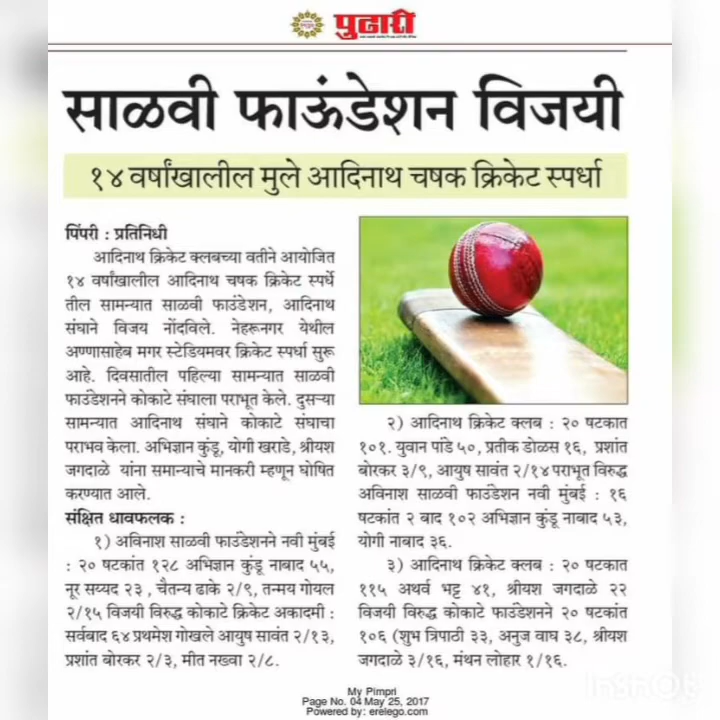 पुढारी
साळवी फाऊंडेशन विजयी
१४ वर्षांखालील मुले आदिनाथ चषक क्रिकेट स्पर्धा
पिंपरी : प्रतिनिधी
आदिनाथ क्रिकेट क्लबच्या वतीने आयोजित
१४ वर्षांखालील आदिनाथ चषक क्रिकेट स्पर्धे
तील सामन्यात साळवी फाउंडेशन, आदिनाथ
संघाने विजय नोंदविले. नेहरूनगर येथील
अण्णासाहेब मगर स्टेडियमवर क्रिकेट स्पर्धा सुरू
आहे. दिवसातील पहिल्या सामन्यात साळवी
फाउंडेशनने कोकाटे संघाला पराभूत केले. दुसऱ्या
सामन्यात आदिनाथ संघाने कोकाटे संघाचा
पराभव केला. अभिज्ञान कुंडू, योगी खराडे, श्रीयश
जगदाळे यांना समान्याचे मानकरी म्हणून घोषित
करण्यात आले.
संक्षित धावफलक :
१) अविनाश साळवी फाउंडेशनने नवी मुंबई
: २० षटकांत १२८ अभिज्ञान कुंडू नाबाद ५५,
नूर सय्यद २३ , चैतन्य ढाके २/९, तन्मय गोयल
२/१५ विजयी विरुद्ध कोकाटे क्रिकेट अकादमी :
सर्वबाद ६४ प्रथमेश गोखले आयुष सावंत २/१३,
प्रशांत बोरकर २/३, मीत नख्वा २/८.
२) आदिनाथ क्रिकेट क्लब : २० षटकात
१०१. युवान पांडे ५०, प्रतीक ढोळस १६, प्रशांत
बोरकर ३/९, आयुष सावंत २/१४ पराभूत विरुद्ध
अविनाश साळवी फाउंडेशन नवी मुंबई : १६
षटकांत २ बाद १०२ अभिज्ञान कुंडू नाबाद ५३,
योगी नाबाद ३६.
३) आदिनाथ क्रिकेट क्लब : २० षटकात
११५ अथर्व भट्ट ४१, श्रीयश जगदाळे २२
विजयी विरुद्ध कोकाटे फाउंडेशनने २० षटकांत
१०६ (शुभ त्रिपाठी ३३, अनुज वाघ ३८, श्रीयश
जगदाळे ३/१६, मंथन लोहार १/१६.
My Pimpri
Page No. 04 May 25, 2017
Powered by: erelego.com